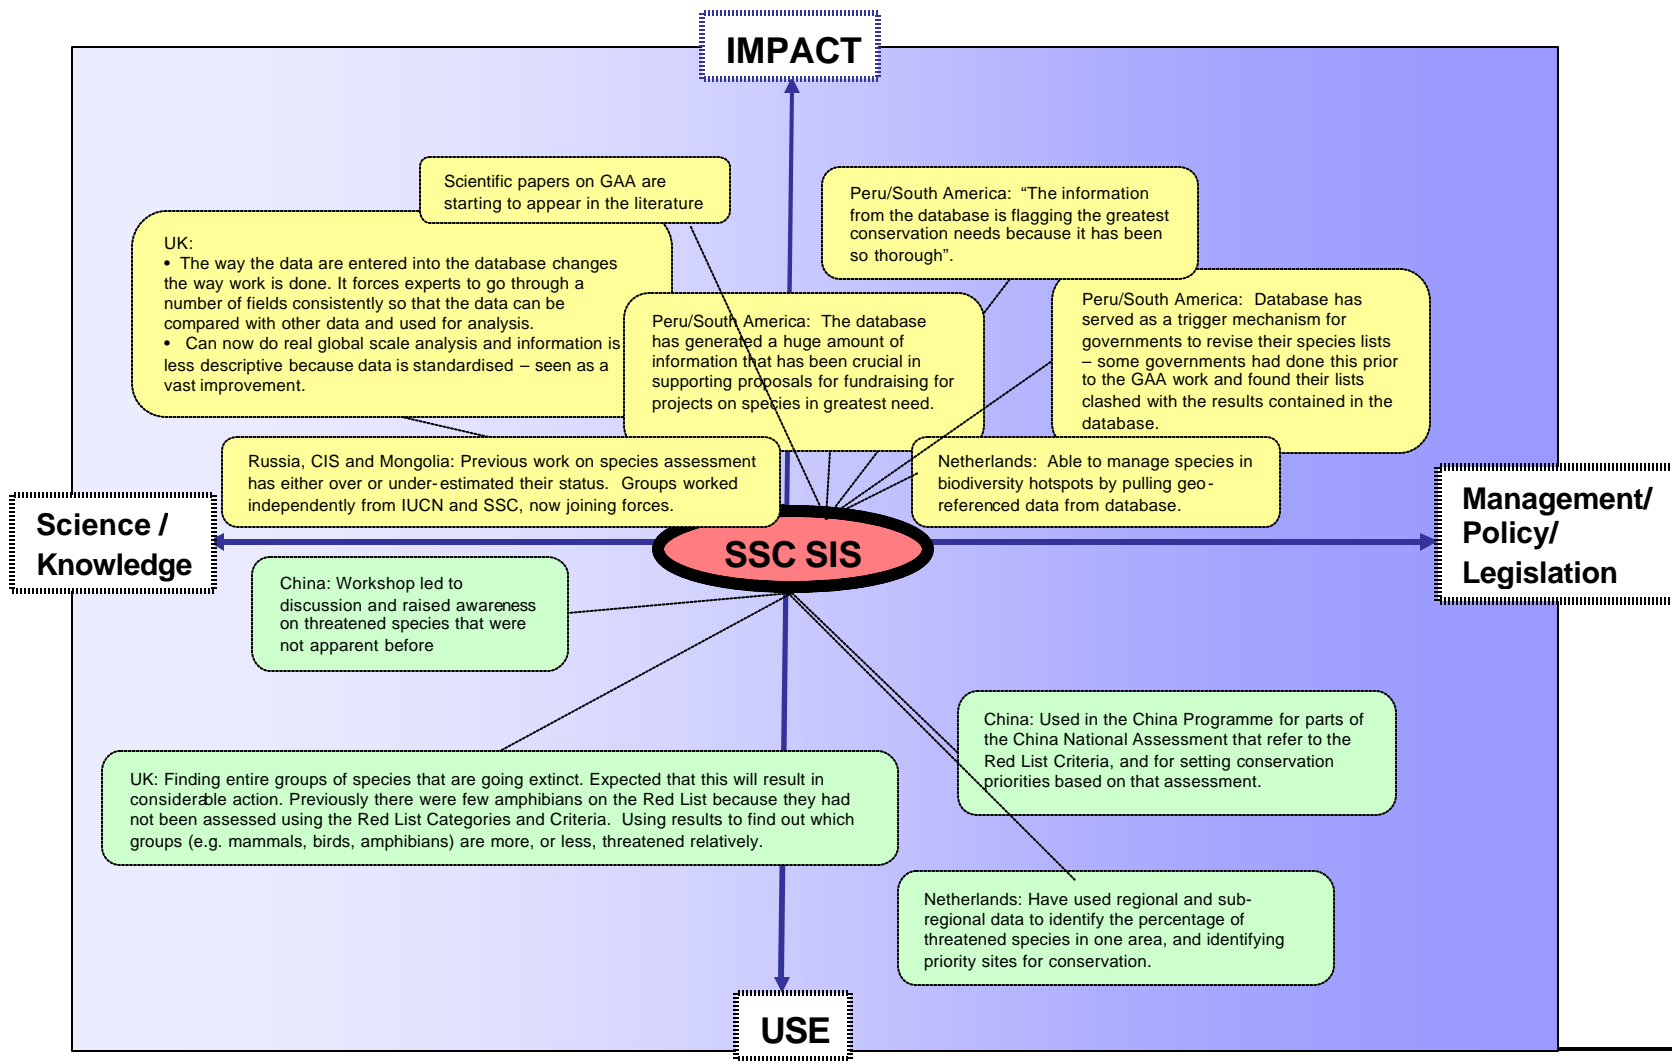 IMPACT
Scientific papers on GAA are
starting to appear in the literature
Peru/South America: “The information
from the database is flagging the greatest
conservation needs because it has been
so thorough”.
UK:
• The way the data are entered into the database changes
the way work is done. It forces experts to go through a
number of fields consistently so that the data can be
compared with other data and used for analysis.
• Can now do real global scale analysis and information is
less descriptive because data is standardised – seen as a
vast improvement.
Peru/South America: The database
has generated a huge amount of
information that has been crucial in
supporting proposals for fundraising for
projects on species in greatest need.
Peru/South America: Database has
served as a trigger mechanism for
governments to revise their species lists
– some governments had done this prior
to the GAA work and found their lists
clashed with the results contained in the
database.
Russia, CIS and Mongolia: Previous work on species assessment
has either over or under-estimated their status. Groups worked
independently from IUCN and SSC, now joining forces.
Netherlands: Able to manage species in
biodiversity hotspots by pulling geo-
referenced data from database.
Science /
Knowledge
SSC SIS
Management/
Policy/
Legislation
China: Workshop led to
discussion and raised awareness
on threatened species that were
not apparent before
China: Used in the China Programme for parts of
the China National Assessment that refer to the
Red List Criteria, and for setting conservation
priorities based on that assessment.
UK: Finding entire groups of species that are going extinct. Expected that this will result in
considerable action. Previously there were few amphibians on the Red List because they had
not been assessed using the Red List Categories and Criteria. Using results to find out which
groups (e.g. mammals, birds, amphibians) are more, or less, threatened relatively.
Netherlands: Have used regional and sub-
regional data to identify the percentage of
threatened species in one area, and identifying
priority sites for conservation.
USE